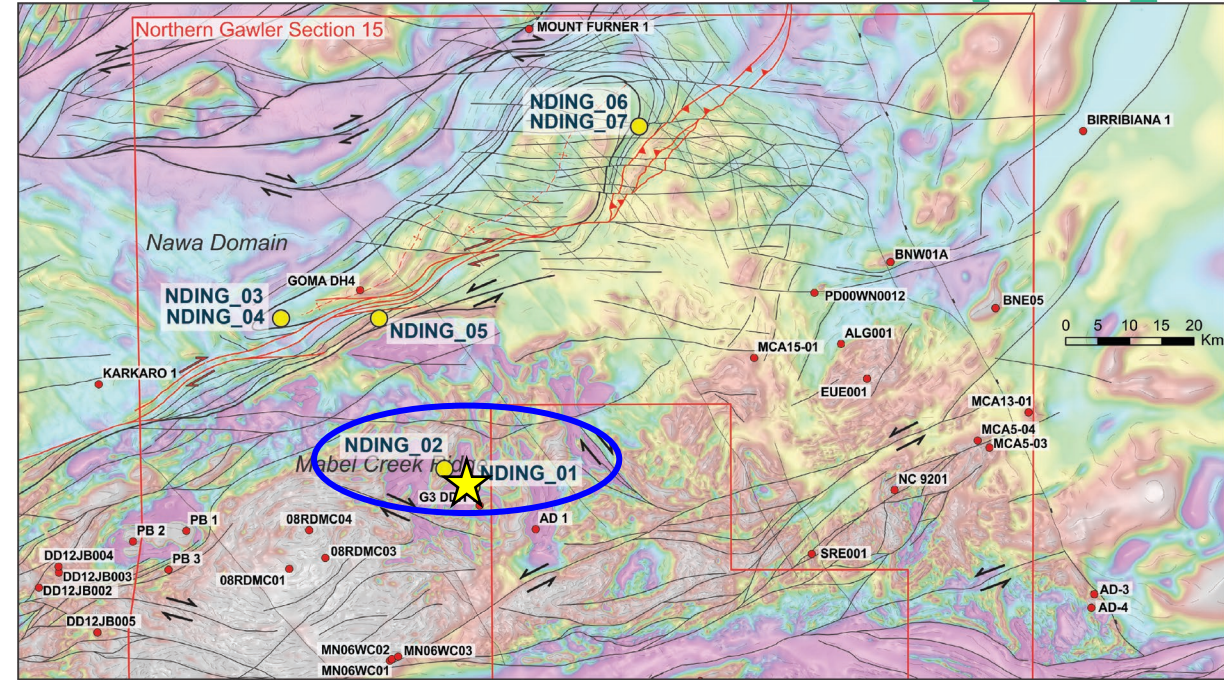 Northern Gawler Section 15
MOUNT FURNER 1
NDING_06
NDING_07
BIRRIBIANA 1
Nawa Domain
BNW01A
GOMA DH4
NDING_03
NDING_04
PD00WN0012
BNE05
NDING_05
ALG001
0 5 10 15 20
Km
MCA15-01
KARKARO 1
EUE001
MCA13-01
MCA5-04
MCA5-03
NDING_02
Mabel Creek
NDING_01
NC 9201
G3
AD 1
PB 1
PB 2
08RDMC04
DD12JB004
PB 3
08RDMC03
SRE001
DD12JB003
08RDMC01
DD12JB002
AD-3
AD-4
DD12JB005
MN06WC02
MN06WC03
MN06WC01